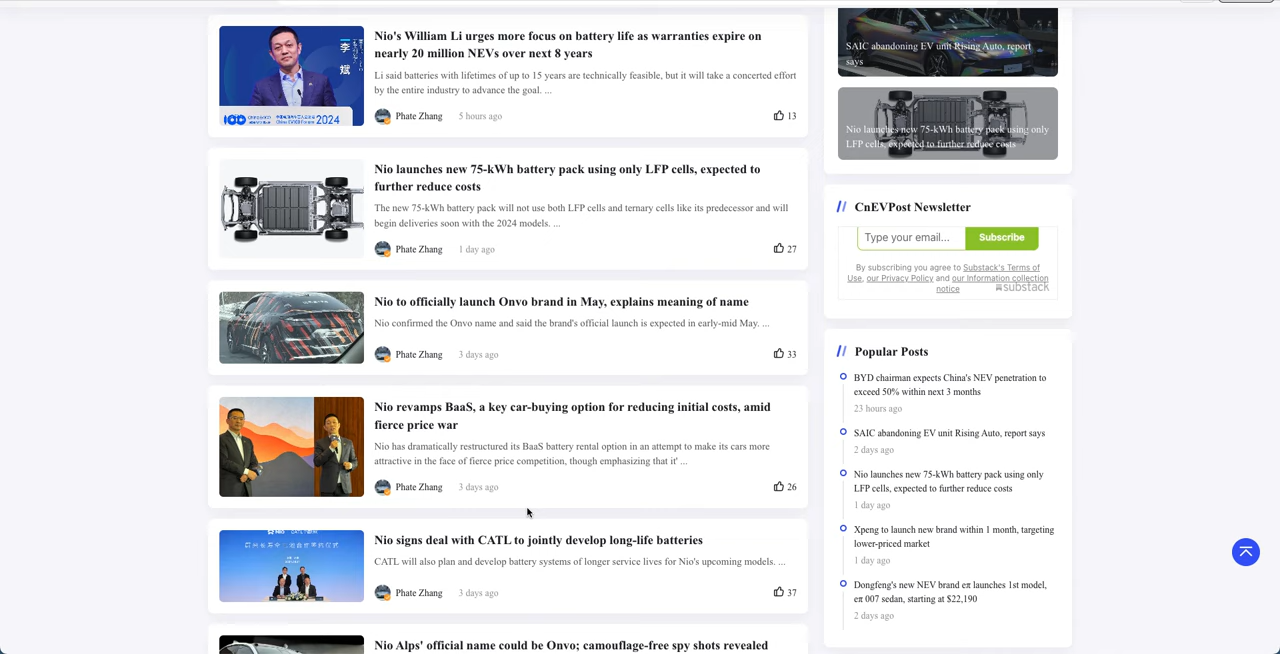 李
斌
2024
Nio's William Li urges more focus on battery life as warranties expire on
nearly 20 million NEVs over next 8 years
Li said batteries with lifetimes of up to 15 years are technically feasible, but it will take a concerted effort
by the entire industry to advance the goal. ...
Phate Zhang 5 hours ago 13
Nio launches new 75-kWh battery pack using only LFP cells, expected to
further reduce costs
The new 75-kWh battery pack will not use both LFP cells and ternary cells like its predecessor and will
begin deliveries soon with the 2024 models. ...
Phate Zhang 1 day ago 27
Nio to officially launch Onvo brand in May, explains meaning of name
Nio confirmed the Onvo name and said the brand's official launch is expected in early-mid May. ...
Phate Zhang 3 days ago 33
Nio revamps BaaS, a key car-buying option for reducing initial costs, amid
fierce price war
Nio has dramatically restructured its BaaS battery rental option in an attempt to make its cars more
attractive in the face of fierce price competition, though emphasizing that it' ...
Phate Zhang 3 days ago 26
Nio signs deal with CATL to jointly develop long-life batteries
CATL will also plan and develop battery systems of longer service lives for Nio's upcoming models. ...
Phate Zhang 3 days ago 37
Nio Alps' official name could be Onvo; camouflage-free spy shots revealed
SAIC abandoning EV unit Rising Auto, report
says
Nio launches new 75-kWh battery pack using only
LFP cells, expected to further reduce costs
CnEVPost Newsletter
Type your email...
Subscribe
By subscribing you agree to Substack's Terms of
Use, our Privacy Policy and our Information collection
notice
substack
Popular Posts
BYD chairman expects China's NEV penetration to
exceed 50% within next 3 months
23 hours ago
SAIC abandoning EV unit Rising Auto, report says
2 days ago
Nio launches new 75-kWh battery pack using only
LFP cells, expected to further reduce costs
1 day ago
Xpeng to launch new brand within 1 month, targeting
lower-priced market
1 day ago
Dongfeng's new NEV brand eπ launches 1st model,
eπ 007 sedan, starting at $22,190
2 days ago